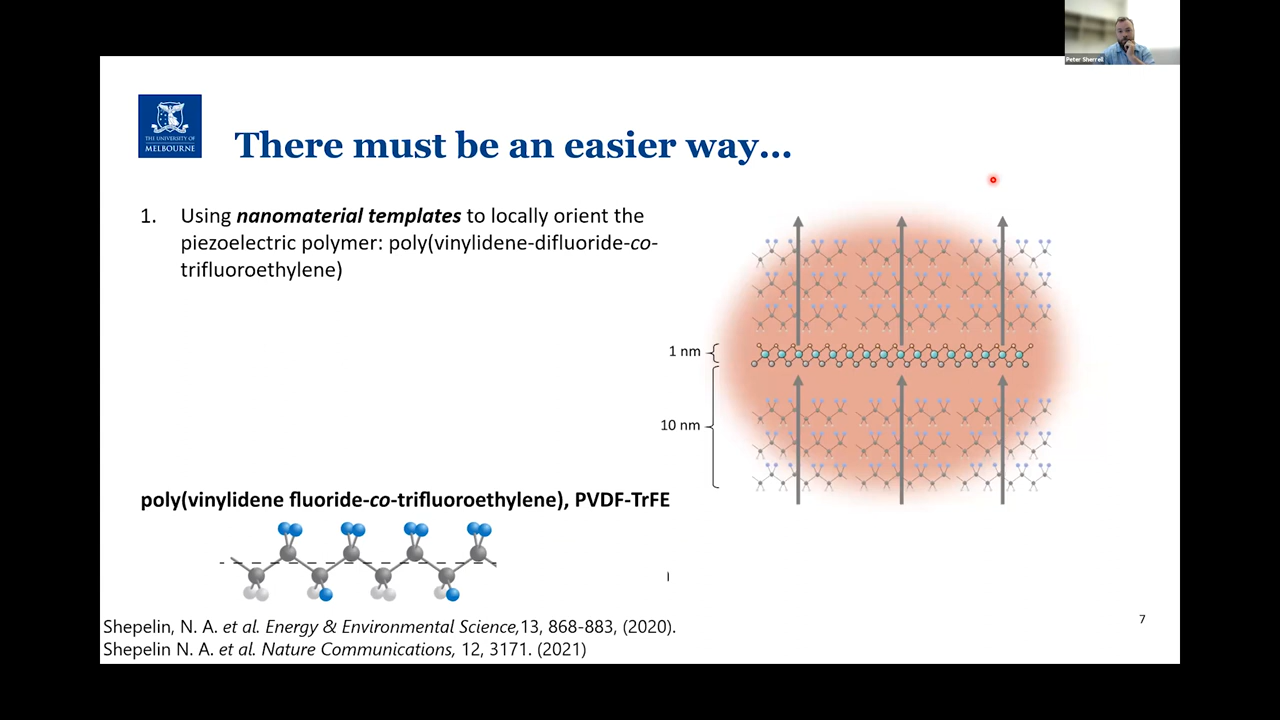 Peter Sherrell
THE UNIVERSITY OF
MELBOURNE
There must be an easier way...
1. Using nanomaterial templates to locally orient the
piezoelectric polymer: poly(vinylidene-difluoride-co-
trifluoroethylene)
1 nm
10 nm
poly(vinylidene fluoride-co-trifluoroethylene), PVDF-TrFE
Shepelin, N. A. et al. Energy & Environmental Science,13, 868-883, (2020).
Shepelin N. A. et al. Nature Communications, 12, 3171. (2021)
7